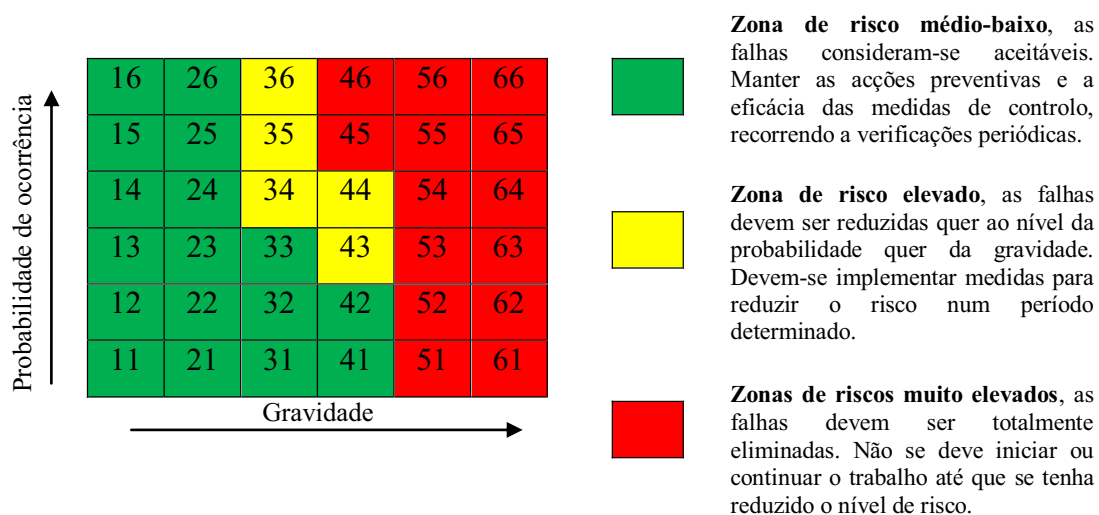 Probabilidade de ocorrência
16 26 36 46 56 66
15 25 35 45 55 65
14 24 34 44 54 64
13 23 33 43 53 63
12 22 32 42 52 62
11 21 31 41 51 61
Gravidade
Zona de risco médio-baixo, as
falhas consideram-se aceitáveis.
Manter as acções preventivas e a
eficácia das medidas de controlo,
recorrendo a verificações periódicas.
Zona de risco elevado, as falhas
devem ser reduzidas quer ao nível da
probabilidade quer da gravidade.
Devem-se implementar medidas para
reduzir o risco num período
determinado.
Zonas de riscos muito elevados, as
falhas devem ser totalmente
eliminadas. Não se deve iniciar ou
continuar o trabalho até que se tenha
reduzido o nível de risco.